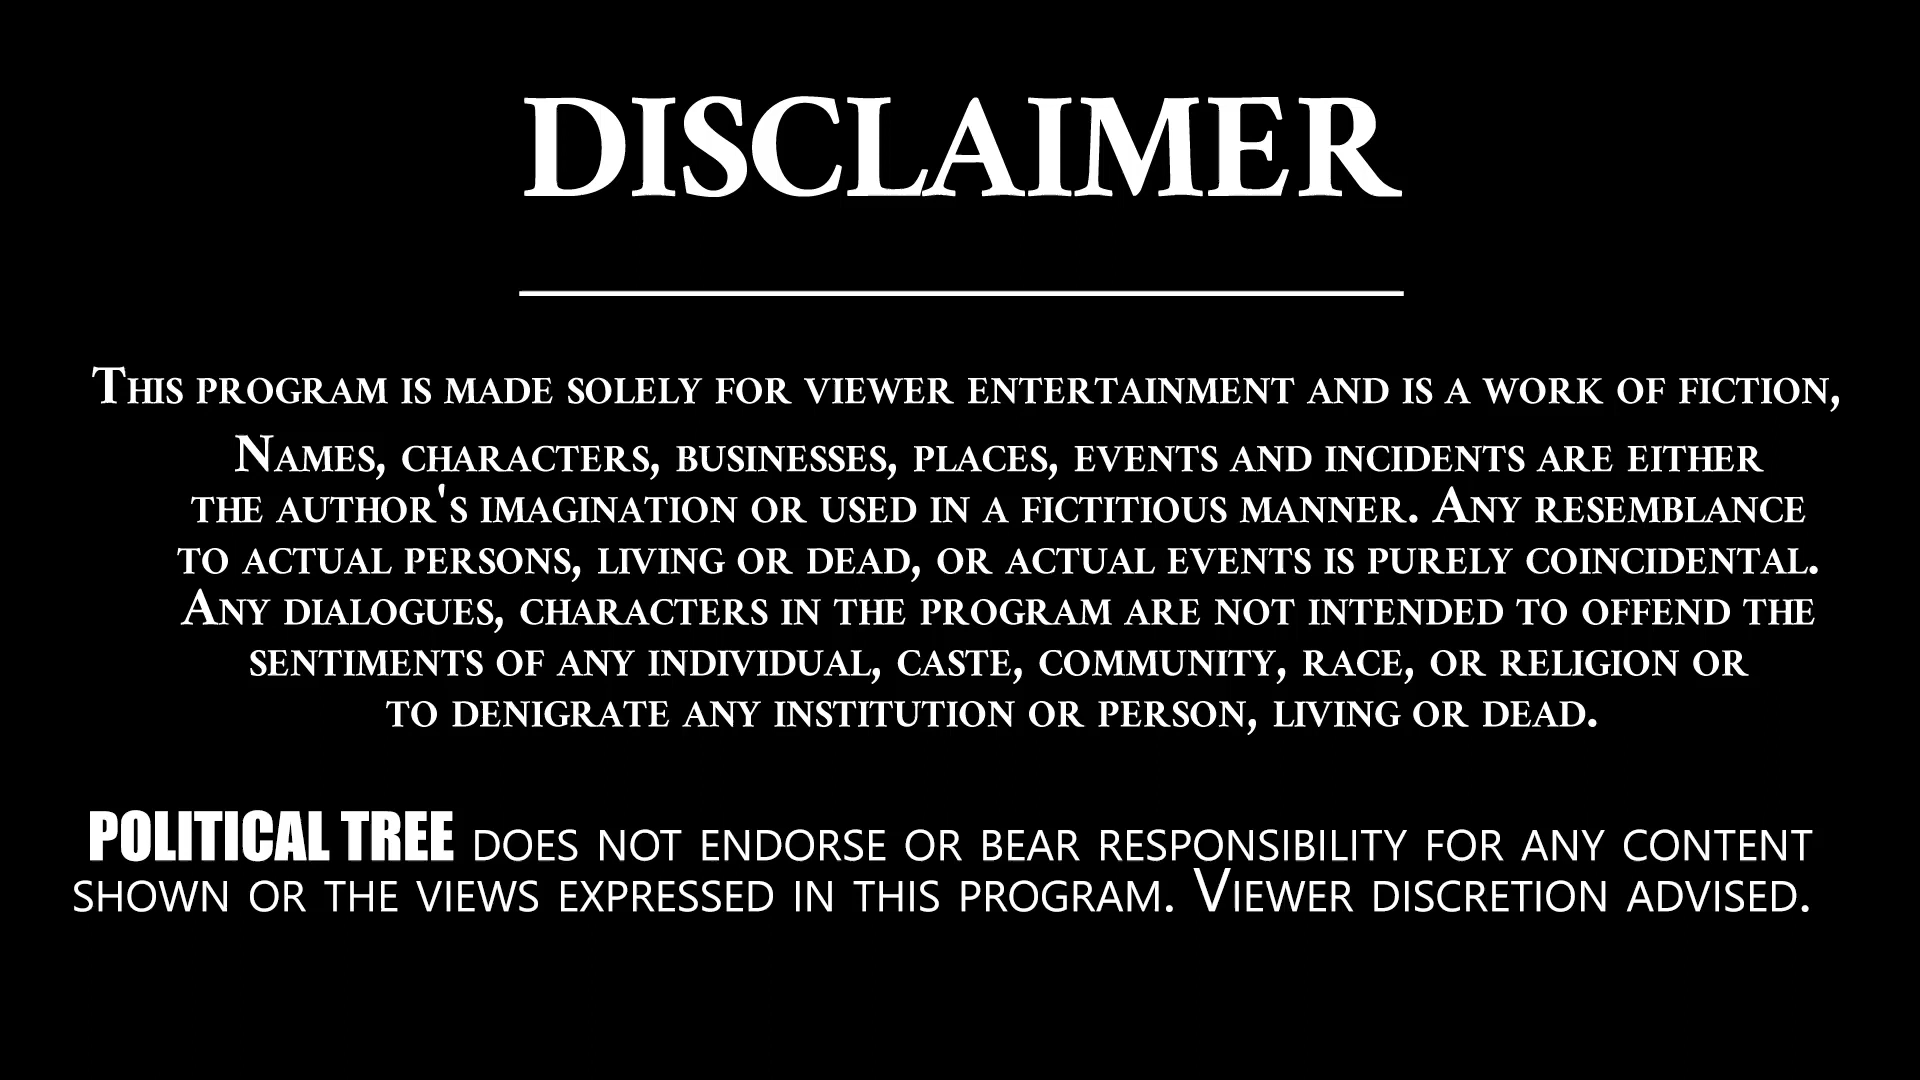 DISCLAIMER
This program is made solely for viewer entertainment and is a work of fiction,
Names, characters, businesses, places, events and incidents are either
the author's imagination or used in a fictitious manner. Any resemblance
to actual persons, living or dead, or actual events is purely coincidental.
Any dialogues, characters in the program are not intended to offend the
sentiments of any individual, caste, community, race, or religion or
to denigrate any institution or person, living or dead.
POLITICAL TREE does not endorse or bear responsibility for any content
shown or the views expressed in this program. Viewer discretion advised.